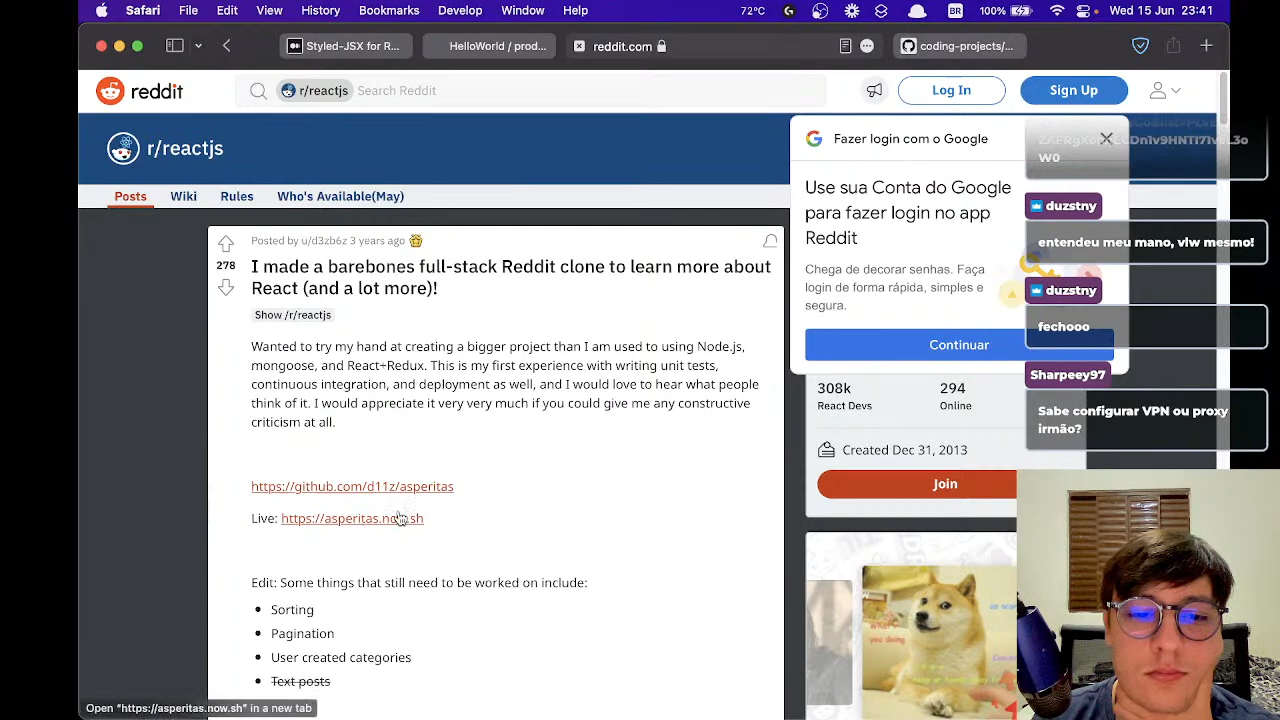 Safari File Edit View History Bookmarks Develop Window Help 72°C BR 100% Wed 15 Jun 23:41
Styled-JSX for R... HelloWorld / prod... reddit.com coding-projects/...
reddit r/reactjs Search Reddit Log In Sign Up
r/reactjs
Posts Wiki Rules Who's Available(May)
Posted by u/d3zb6z 3 years ago
278
I made a barebones full-stack Reddit clone to learn more about
React (and a lot more)!
Show /r/reactjs
Wanted to try my hand at creating a bigger project than I am used to using Node.js,
mongoose, and React+Redux. This is my first experience with writing unit tests,
continuous integration, and deployment as well, and I would love to hear what people
think of it. I would appreciate it very very much if you could give me any constructive
criticism at all.
https://github.com/d11z/asperitas
Live: https://asperitas.now.sh
Edit: Some things that still need to be worked on include:
Sorting
Pagination
User created categories
Text posts
Open "https://asperitas.now.sh" in a new tab
Fazer login com o Google
Use sua Conta do Google
para fazer login no app
Reddit
Chega de decorar senhas. Faça
login de forma rápida, simples e
segura.
Continuar
308k 294
React Devs Online
Created Dec 31, 2013
Join
W0
duzstny
entendeu meu mano, vlw mesmo!
duzstny
fechooo
Sharpeey97
Sabe configurar VPN ou proxy
irmão?